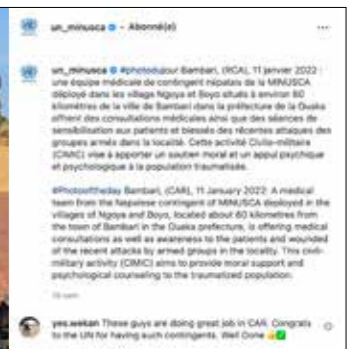 un_minusca • Abonné(e)
un_minusca #photodujour Bambari, (RCA), 11 janvier 2022 :
une équipe médicale de contingent népalais de la MINUSCA
déployé dans les village Ngoya et Boyo situés à environ 60
kilomètres de la ville de Bambari dans la préfecture de la Ouaka
offrent des consultations médicales ainsi que des séances de
sensibilisation aux patients et blessés des récentes attaques des
groupes armés dans la localité. Cette activité Civilo-militaire
(CIMIC) vise à apporter un soutien moral et un appui psychique
et psychologique à la population traumatisée.
#Photooftheday Bambari, (CAR), 11 January 2022: A medical
team from the Nepalese contingent of MINUSCA deployed in the
villages of Ngoya and Boyo, located about 60 kilometres from
the town of Bambari in the Ouaka prefecture, is offering medical
consultations as well as awareness to the patients and wounded
of the recent attacks by armed groups in the locality. This civil-
military activity (CIMIC) aims to provide moral support and
psychological counseling to the traumatized population.
yes.wekan These guys are doing great job in CAR. Congrats
to the UN for having such contingents. Well Done 👍✅